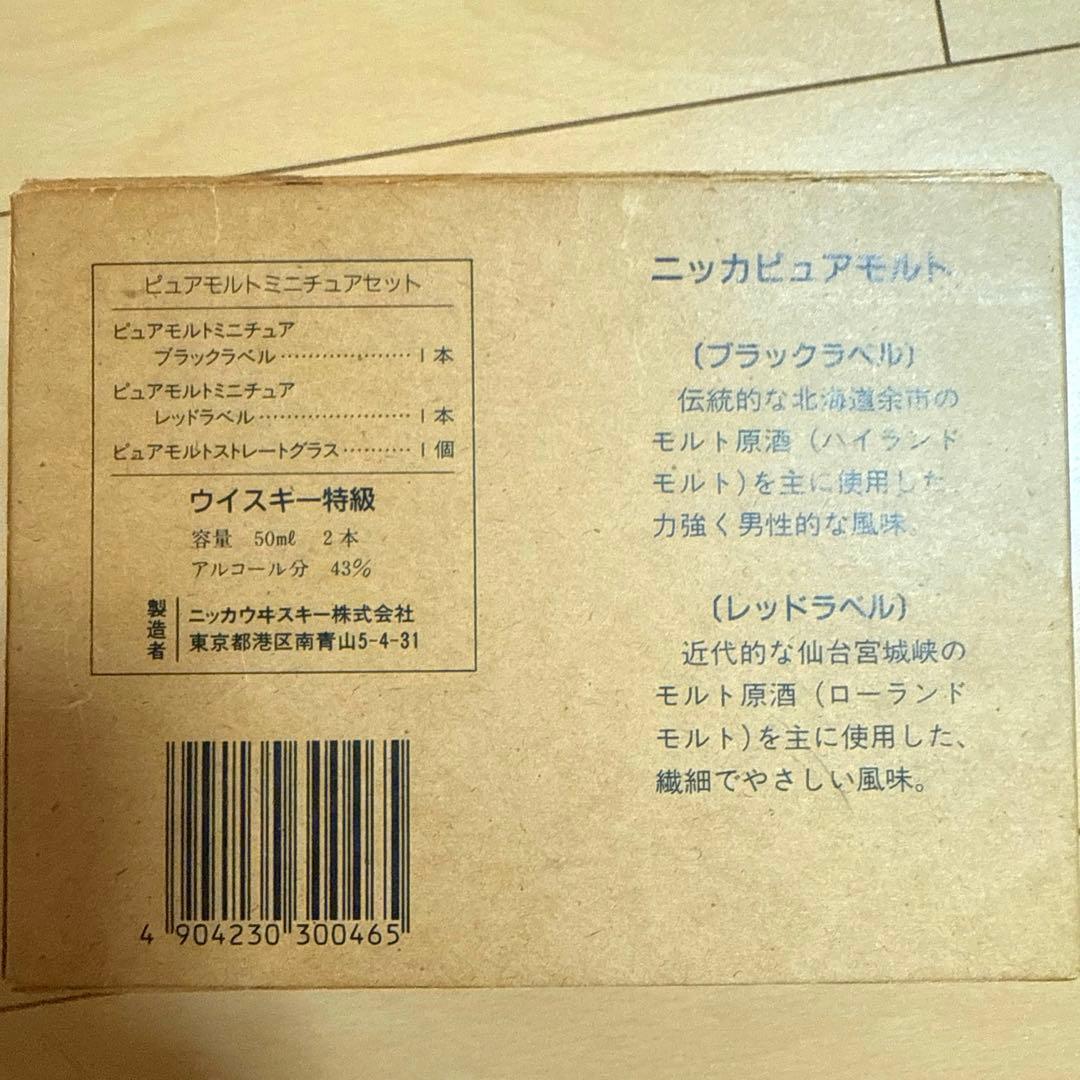 ピュアモルトミニチュアセット
ピュアモルトミニチュア
ブラックラベル………………1本
ピュアモルトミニチュア
レッドラベル…………………1本
ピュアモルトストレートグラス………1個
ウイスキー特級
容量 50mℓ 2本
アルコール分 43%
製造者
ニッカウヰスキー株式会社
東京都港区南青山5-4-31
4 904230 300465
ニッカピュアモルト
〔ブラックラベル〕
伝統的な北海道余市の
モルト原酒（ハイランド
モルト）を主に使用した
力強く男性的な風味。
〔レッドラベル〕
近代的な仙台宮城峡の
モルト原酒（ローランド
モルト）を主に使用した、
繊細でやさしい風味。